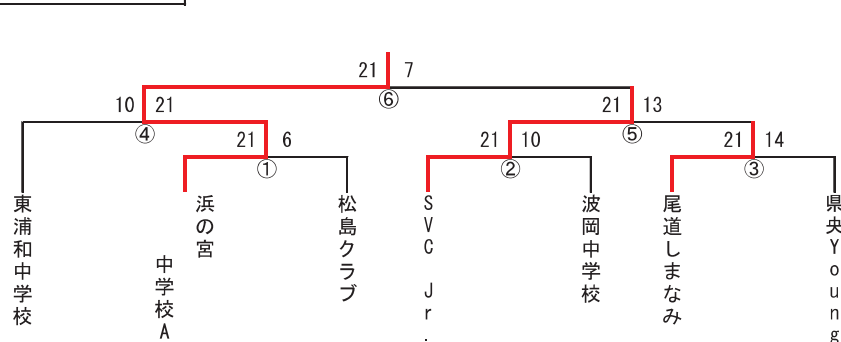 21 7
⑥
10 21
④
21 13
⑤
21 6
①
21 10
②
21 14
③
東浦和中学校
浜の宮
中学校A
松島クラブ
SVC Jr.
波岡中学校
尾道しまなみ
県央Young